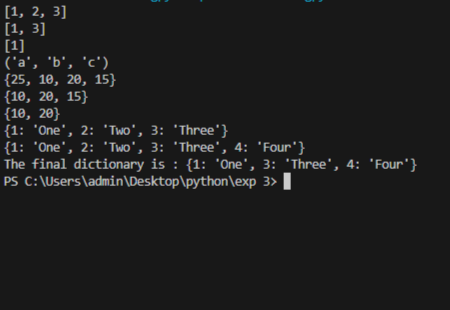 [1, 2, 3]
[1, 3]
[1]
('a', 'b', 'c')
{25, 10, 20, 15}
{10, 20, 15}
{10, 20}
{1: 'One', 2: 'Two', 3: 'Three'}
{1: 'One', 2: 'Two', 3: 'Three', 4: 'Four'}
The final dictionary is : {1: 'One', 3: 'Three', 4: 'Four'}
PS C:\Users\admin\Desktop\python\exp 3>